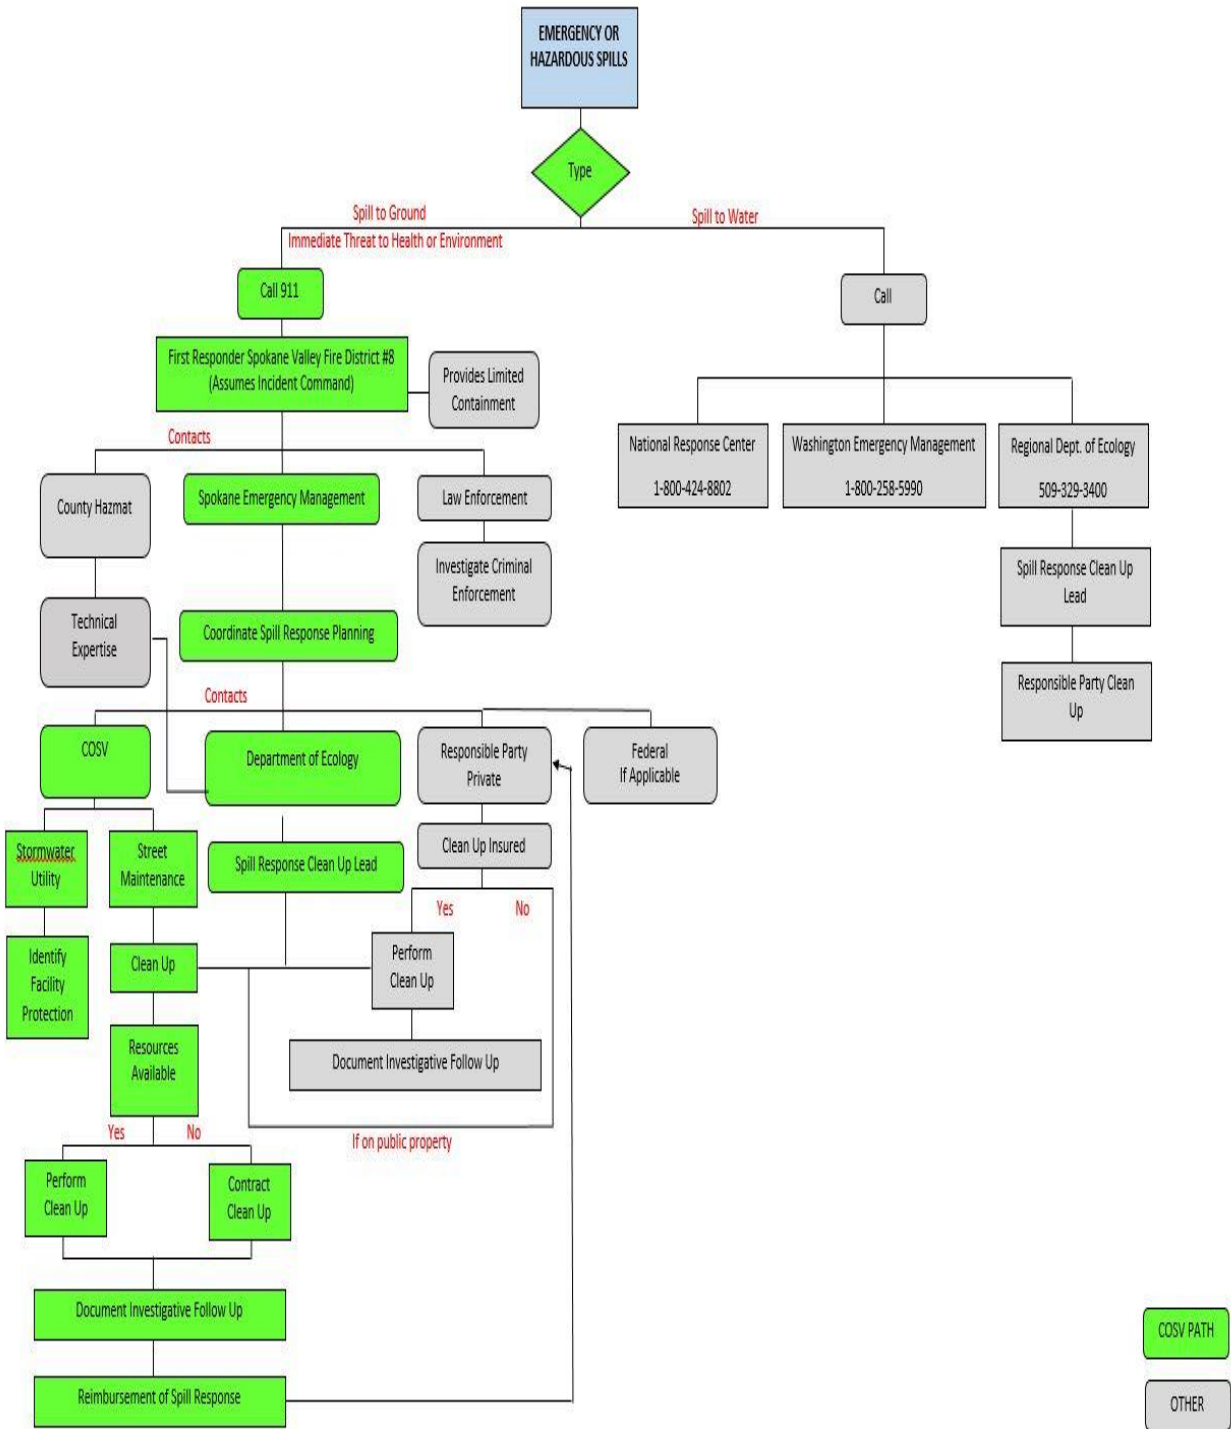 EMERGENCY OR
HAZARDOUS SPILLS
Type
Spill to Ground
Spill to Water
Immediate Threat to Health or Environment
Call 911
Call
First Responder Spokane Valley Fire District #8
(Assumes Incident Command)
Provides Limited
Containment
Contacts
National Response Center
1-800-424-8802
Washington Emergency Management
1-800-258-5990
Regional Dept. of Ecology
509-329-3400
County Hazmat
Spokane Emergency Management
Law Enforcement
Investigate Criminal
Enforcement
Spill Response Clean Up
Lead
Technical
Expertise
Coordinate Spill Response Planning
Responsible Party Clean
Up
Contacts
COSV
Department of Ecology
Responsible Party
Private
Federal
If Applicable
Stormwater
Utility
Street
Maintenance
Spill Response Clean Up Lead
Clean Up Insured
Yes
No
Identify
Facility
Protection
Clean Up
Perform
Clean Up
Resources
Available
Document Investigative Follow Up
Yes
No
If on public property
Perform
Clean Up
Contract
Clean Up
Document Investigative Follow Up
Reimbursement of Spill Response
COSV PATH
OTHER